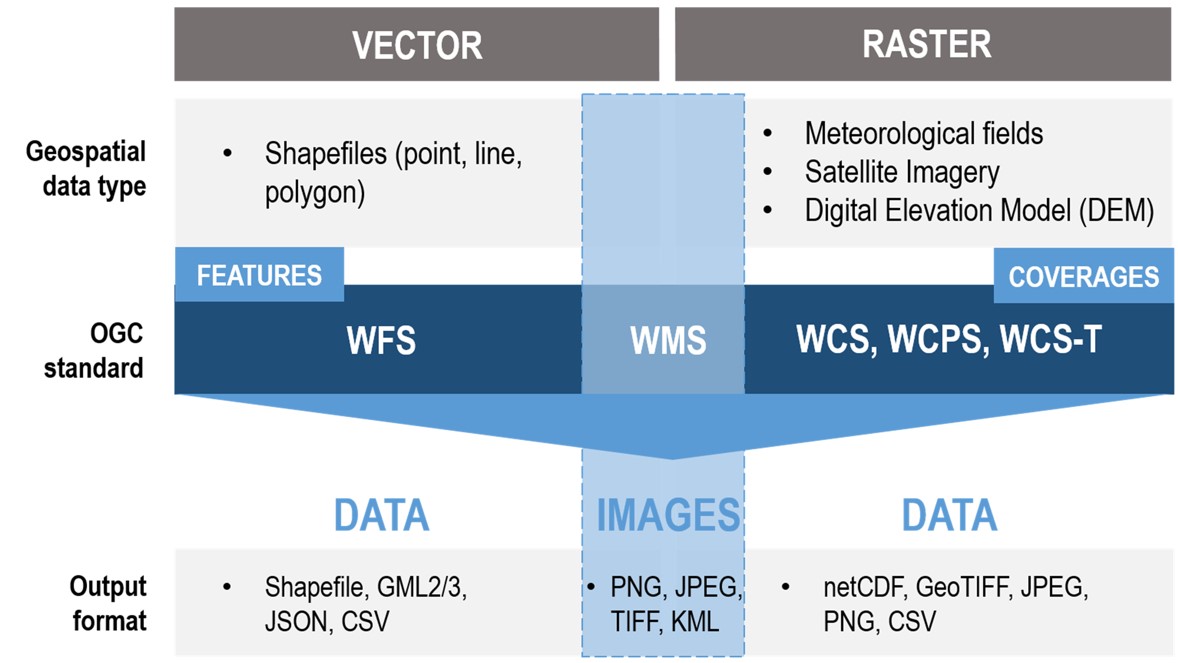 VECTOR
RASTER
Geospatial
data type
• Shapefiles (point, line,
polygon)
• Meteorological fields
• Satellite Imagery
• Digital Elevation Model (DEM)
FEATURES
COVERAGES
OGC
standard
WFS
WMS
WCS, WCPS, WCS-T
DATA
IMAGES
DATA
Output
format
• Shapefile, GML2/3,
JSON, CSV
• PNG, JPEG,
TIFF, KML
• netCDF, GeoTIFF, JPEG,
PNG, CSV